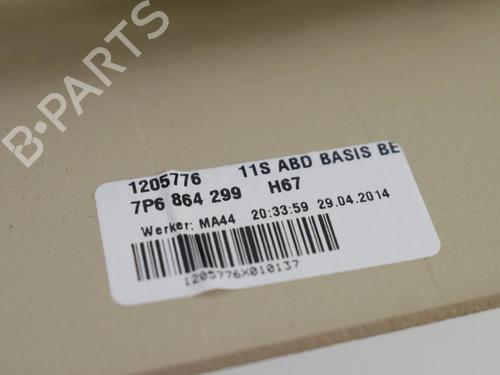 B-PARTS
1205776 11S ABD BASIS BE
7P6 864 299 H67
Werker: MA44 20:33:59 29.04.2014
1205776X010137